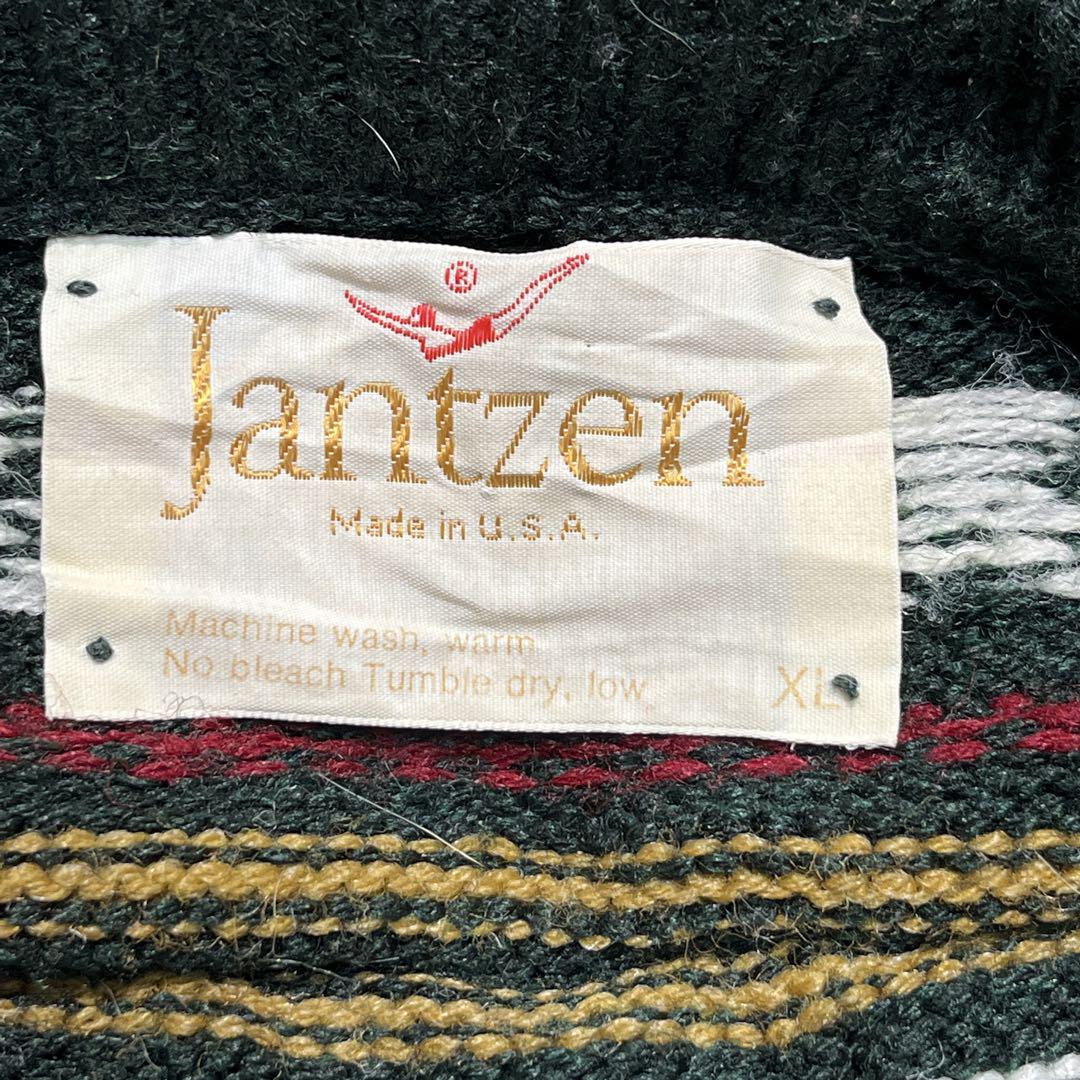 ®
Jantzen
Made in U.S.A.
Machine wash, warm
No bleach Tumble dry, low
XL